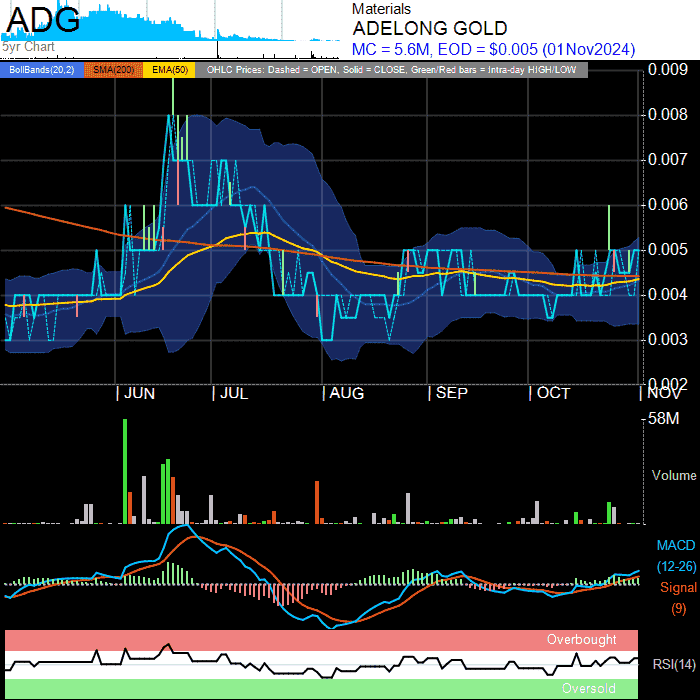 ADG
5yr Chart
Materials
ADELONG GOLD
MC = 5.6M, EOD = $0.005 (01Nov2024)
BollBands(20,2) SMA(200) EMA(50) OHLC Prices: Dashed = OPEN, Solid = CLOSE, Green/Red bars = Intra-day HIGH/LOW
0.009
0.008
0.007
0.006
0.005
0.004
0.003
0.002
JUN JUL AUG SEP OCT NOV
58M
Volume
MACD
(12-26)
Signal
(9)
Overbought
RSI(14)
Oversold